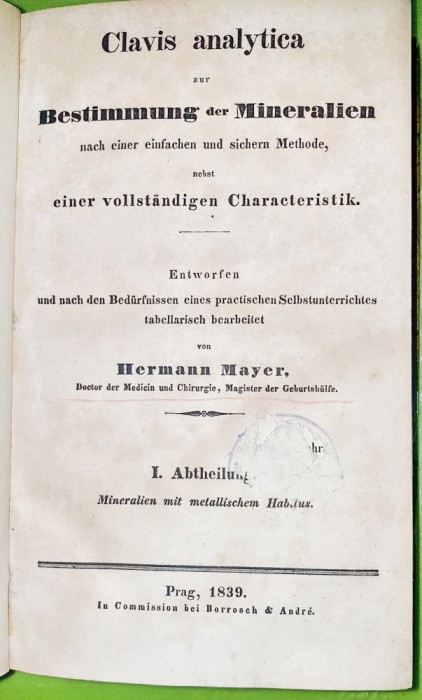 Clavis analytica
zur
Bestimmung der Mineralien
nach einer einfachen und sichern Methode,
nebst
einer vollständigen Characteristik.
Entworfen
und nach den Bedürfnissen eines practischen Selbstunterrichtes
tabellarisch bearbeitet
von
Hermann Mayer,
Doctor der Medicin und Chirurgie, Magister der Geburtshülfe.
I. Abtheilung
Mineralien mit metallischem Habitus.
Prag, 1839.
In Commission bei Borrosch & André.